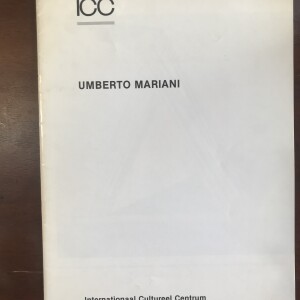 ICC
UMBERTO MARIANI
Internationaal Cultureel Centrum